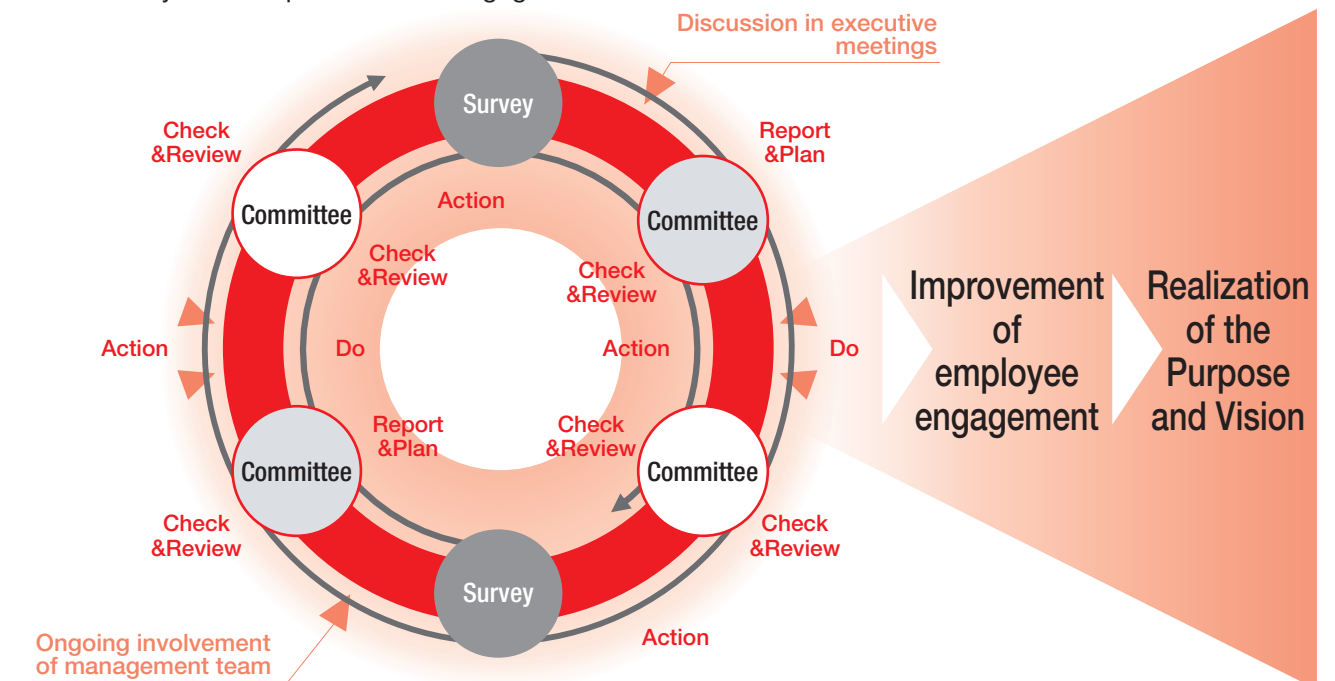 Discussion in executive
meetings
Survey
Check
&Review
Report
&Plan
Action
Committee
Committee
Check
&Review
Check
&Review
Action
Do
Action
Do
Improvement
of
employee
engagement
Realization
of the
Purpose
and Vision
Report
&Plan
Check
&Review
Committee
Committee
Check
&Review
Check
&Review
Survey
Action
Ongoing involvement
of management team